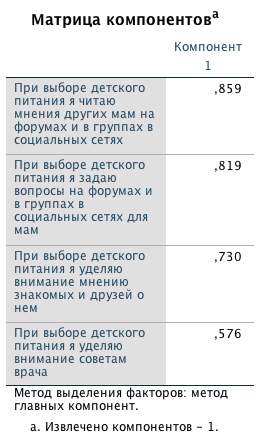 Матрица компонентовa
Компонент
1
При выборе детского
питания я читаю
мнения других мам на
форумах и в группах в
социальных сетях
,859
При выборе детского
питания я задаю
вопросы на форумах и
в группах в
социальных сетях для
мам
,819
При выборе детского
питания я уделяю
внимание мнению
знакомых и друзей о
нем
,730
При выборе детского
питания я уделяю
внимание советам
врача
,576
Метод выделения факторов: метод
главных компонент.
a. Извлечено компонентов – 1.